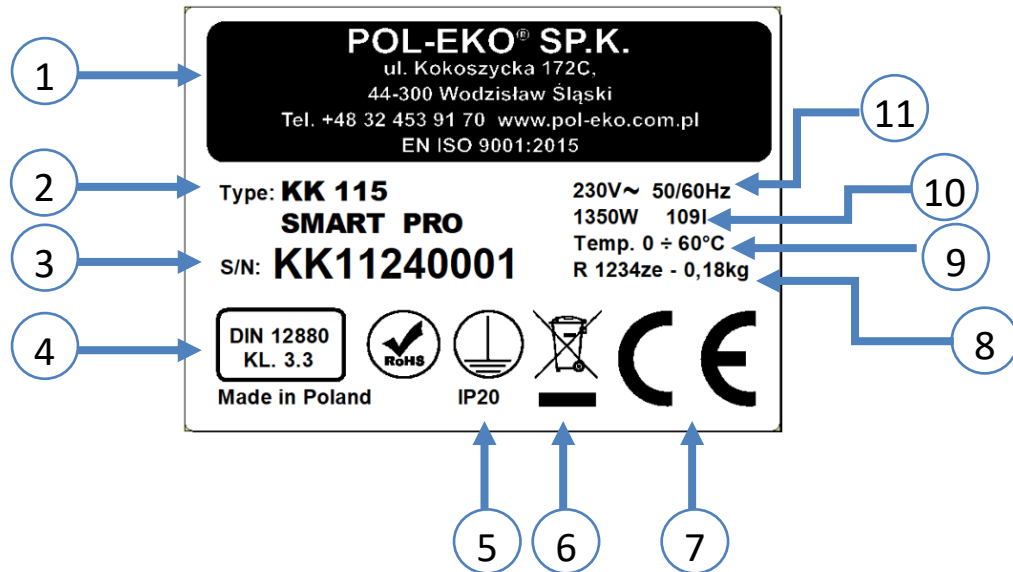 POL-EKO® SP.K.
ul. Kokoszycka 172C,
44-300 Wodzisław Śląski
Tel. +48 32 453 91 70 www.pol-eko.com.pl
EN ISO 9001:2015
1
2
Type: KK 115
SMART PRO
3
S/N: KK11240001
230V~ 50/60Hz
11
1350W 109l
10
Temp. 0 ÷ 60°C
9
R 1234ze - 0,18kg
8
4
DIN 12880
KL. 3.3
RoHS
CE
Made in Poland
IP20
5
6
7